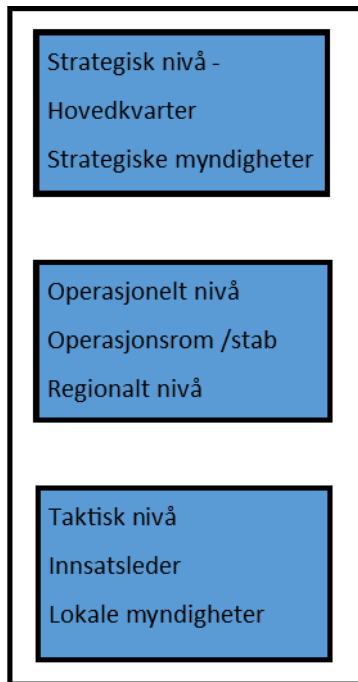 Strategisk nivå -
Hovedkvarter
Strategiske myndigheter
Operasjonelt nivå
Operasjonsrom /stab
Regionalt nivå
Taktisk nivå
Innsatsleder
Lokale myndigheter